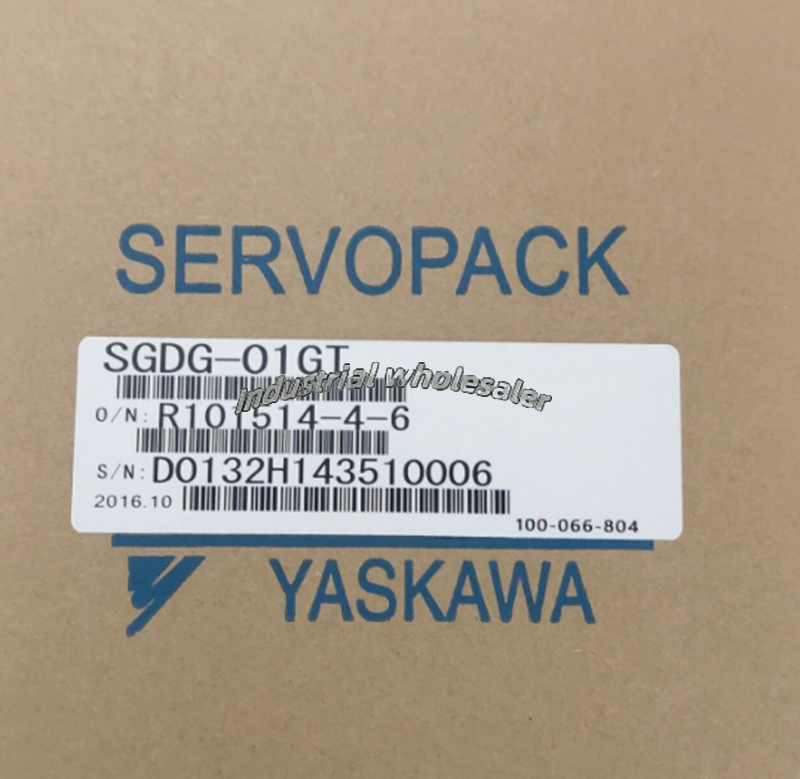 SERVOPACK
SGDG-01GT
Industrial wholesaler
O/N: R101514-4-6
S/N: D0132H143510006
2016.10
100-066-804
YASKAWA